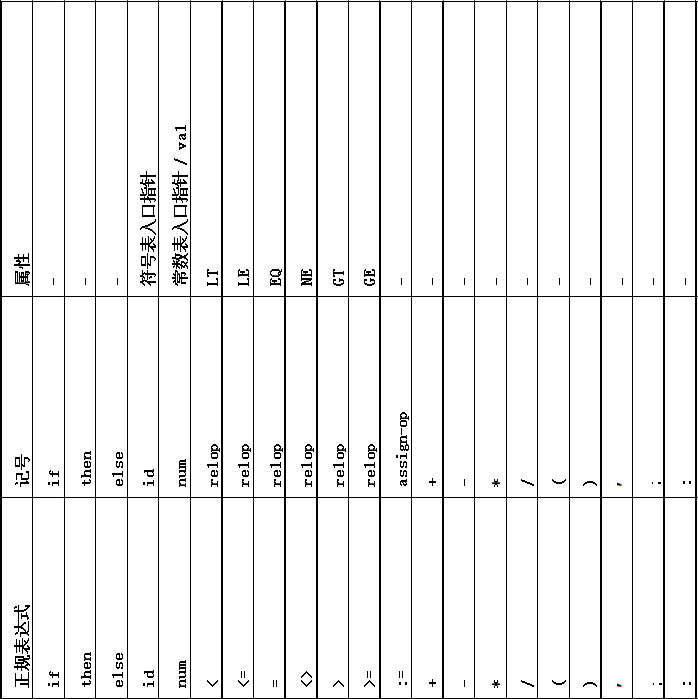 正规表达式 记号 属性
if if -
then then -
else else -
id id 符号表入口指针
num num 常数表入口指针 / val
< relop LT
<= relop LE
= relop EQ
<> relop NE
> relop GT
>= relop GE
:= assign-op -
+ + -
- - -
* * -
/ / -
( ( -
) ) -
, , -
; ; -
: : -